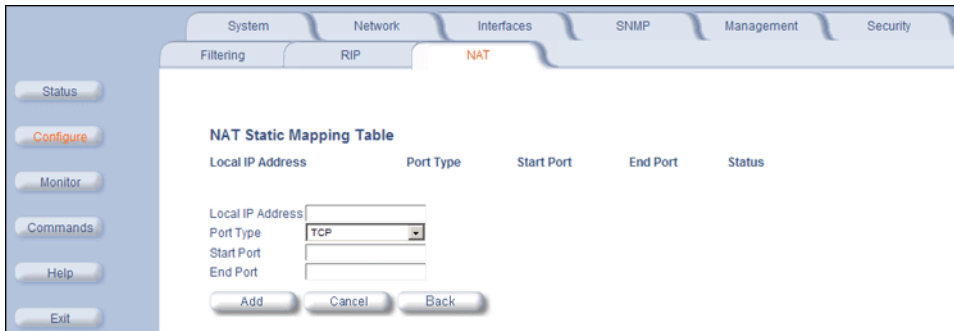 System Network Interfaces SNMP Management Security
Filtering RIP NAT
Status
Configure
Monitor
Commands
Help
Exit
NAT Static Mapping Table
Local IP Address Port Type Start Port End Port Status
Local IP Address
Port Type TCP
Start Port
End Port
Add Cancel Back